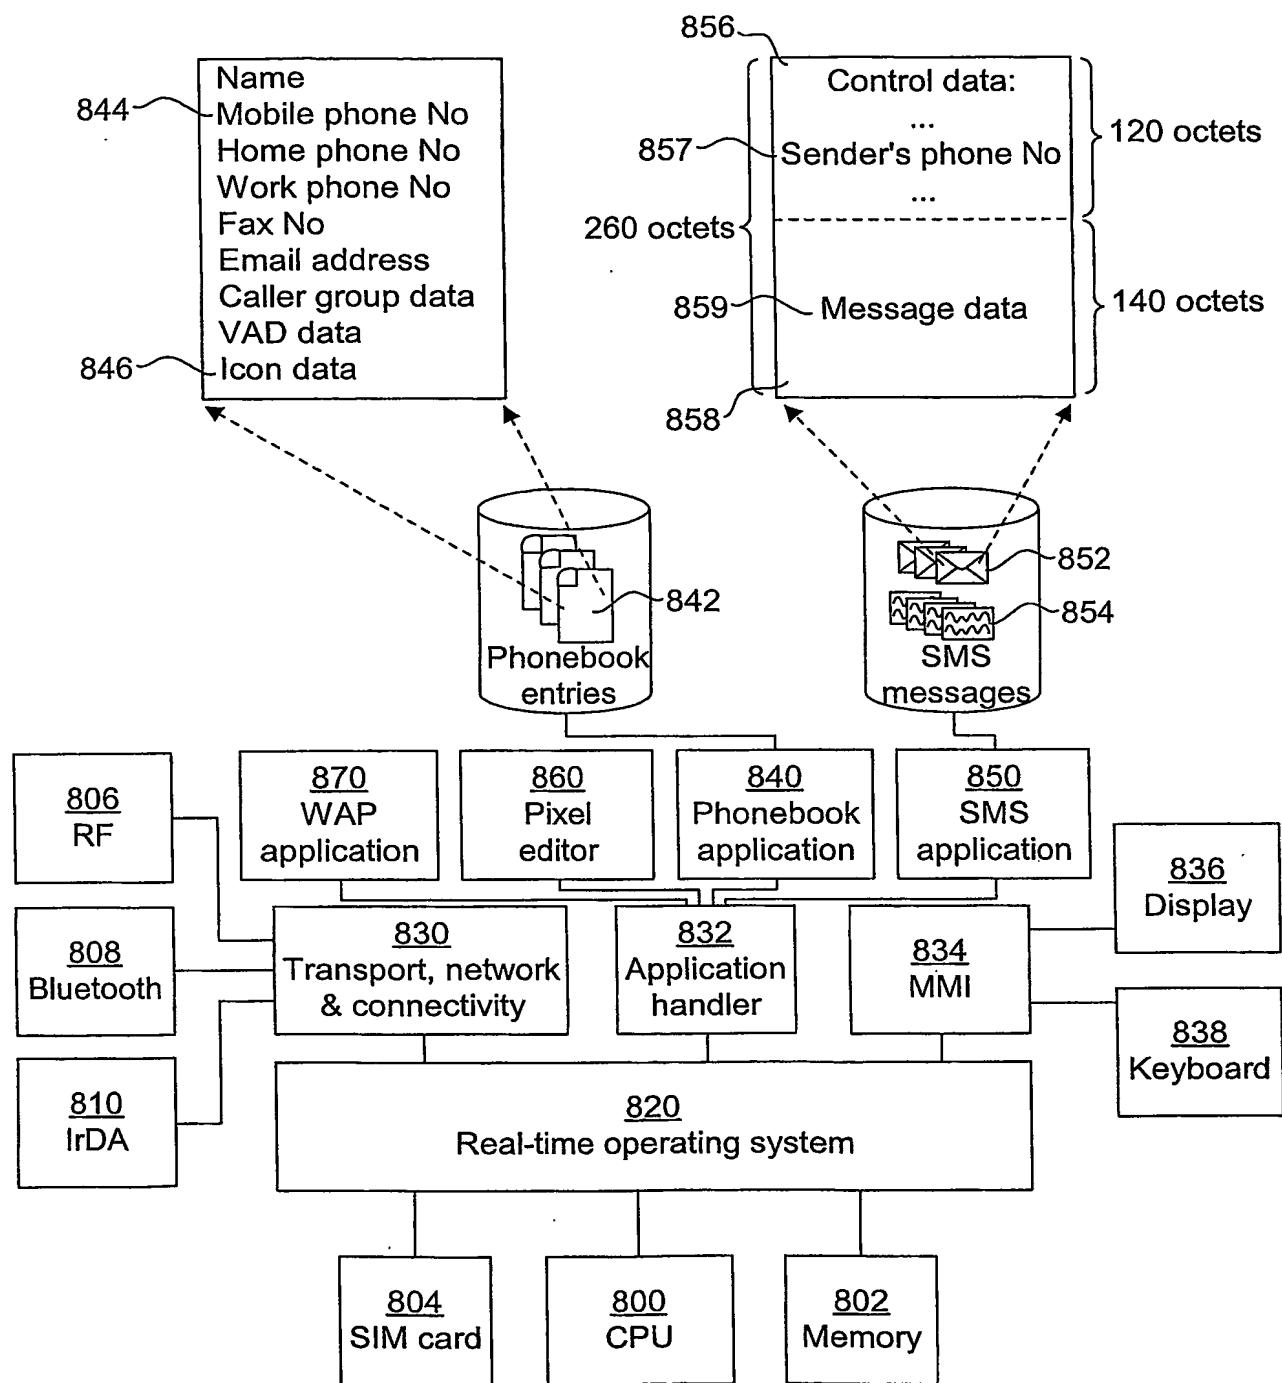 856
Name
Mobile phone No
Home phone No
Work phone No
Fax No
Email address
Caller group data
VAD data
Icon data
844
846
Control data:
...
857
Sender's phone No
...
120 octets
260 octets
859
Message data
140 octets
858
842
Phonebook
entries
852
854
SMS
messages
806
RF
870
WAP
application
860
Pixel
editor
840
Phonebook
application
850
SMS
application
836
Display
808
Bluetooth
830
Transport, network
& connectivity
832
Application
handler
834
MMI
838
Keyboard
810
IrDA
820
Real-time operating system
804
SIM card
800
CPU
802
Memory